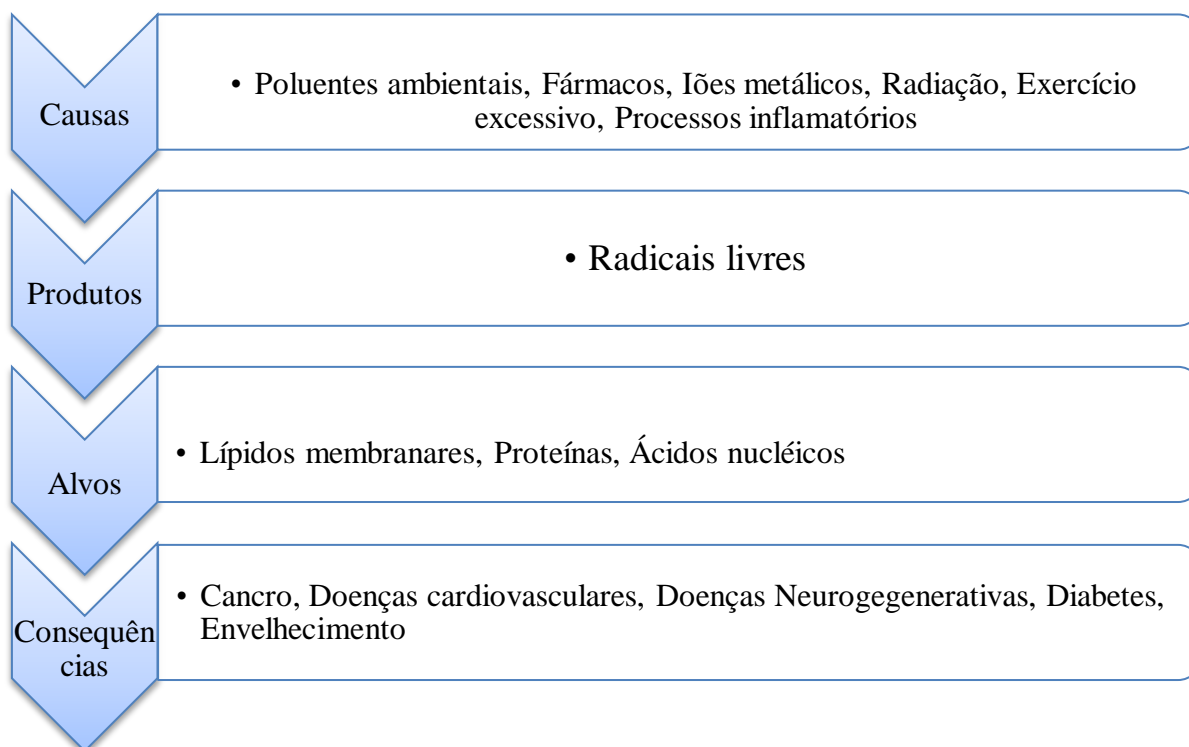 Causas
• Poluentes ambientais, Fármacos, Iões metálicos, Radiação, Exercício
excessivo, Processos inflamatórios
Produtos
• Radicais livres
Alvos
• Lípidos membranares, Proteínas, Ácidos nucléicos
Consequên
cias
• Cancro, Doenças cardiovasculares, Doenças Neurogegenerativas, Diabetes,
Envelhecimento